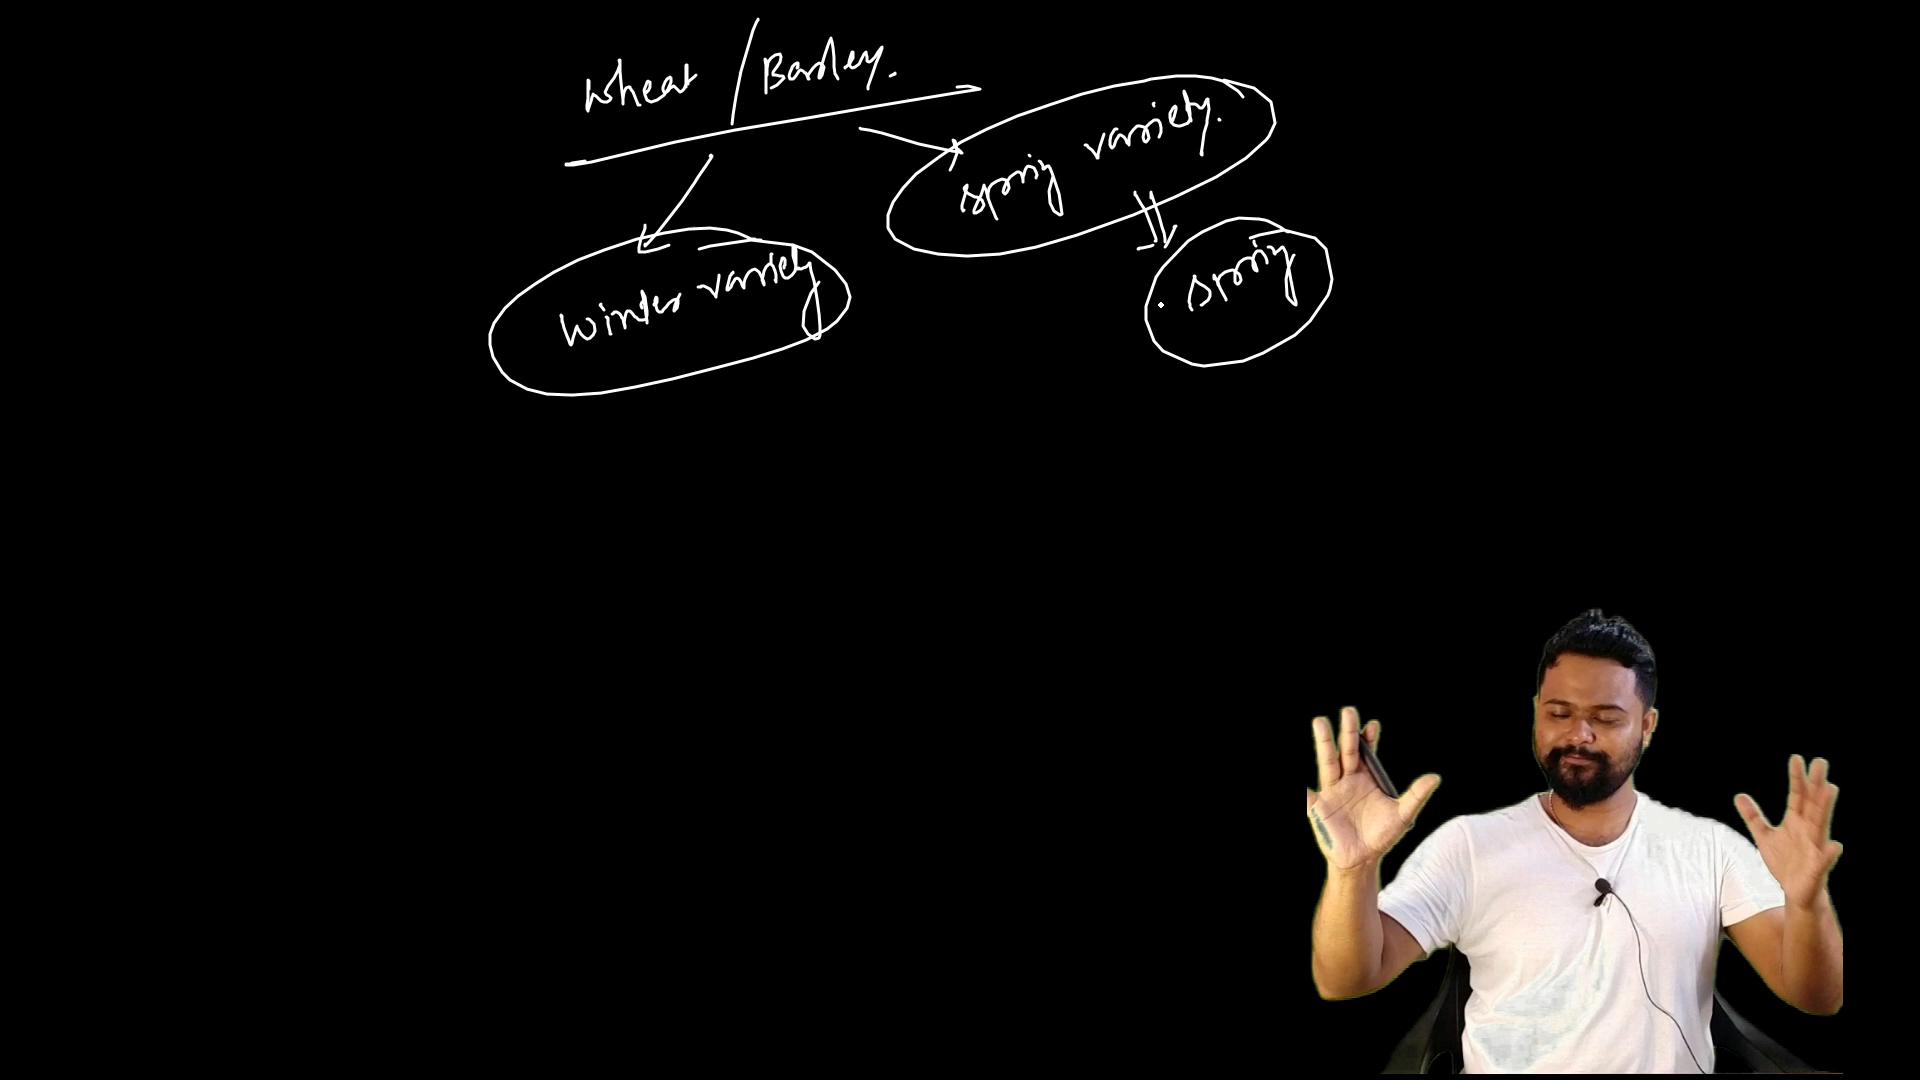 Wheat / Barley.
spring variety.
winter variety
spring